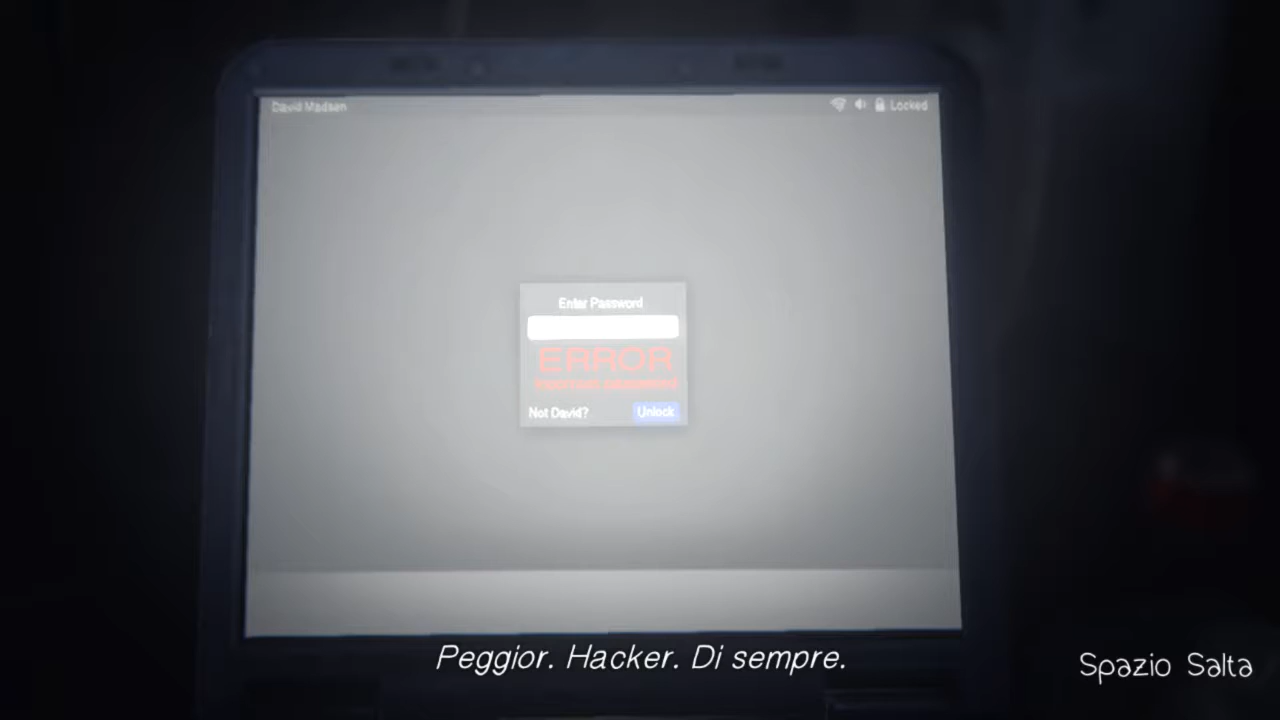 David Madsen
Locked
Enter Password
ERROR
Not David?
Unlock
Peggior. Hacker. Di sempre.
Spazio Salta